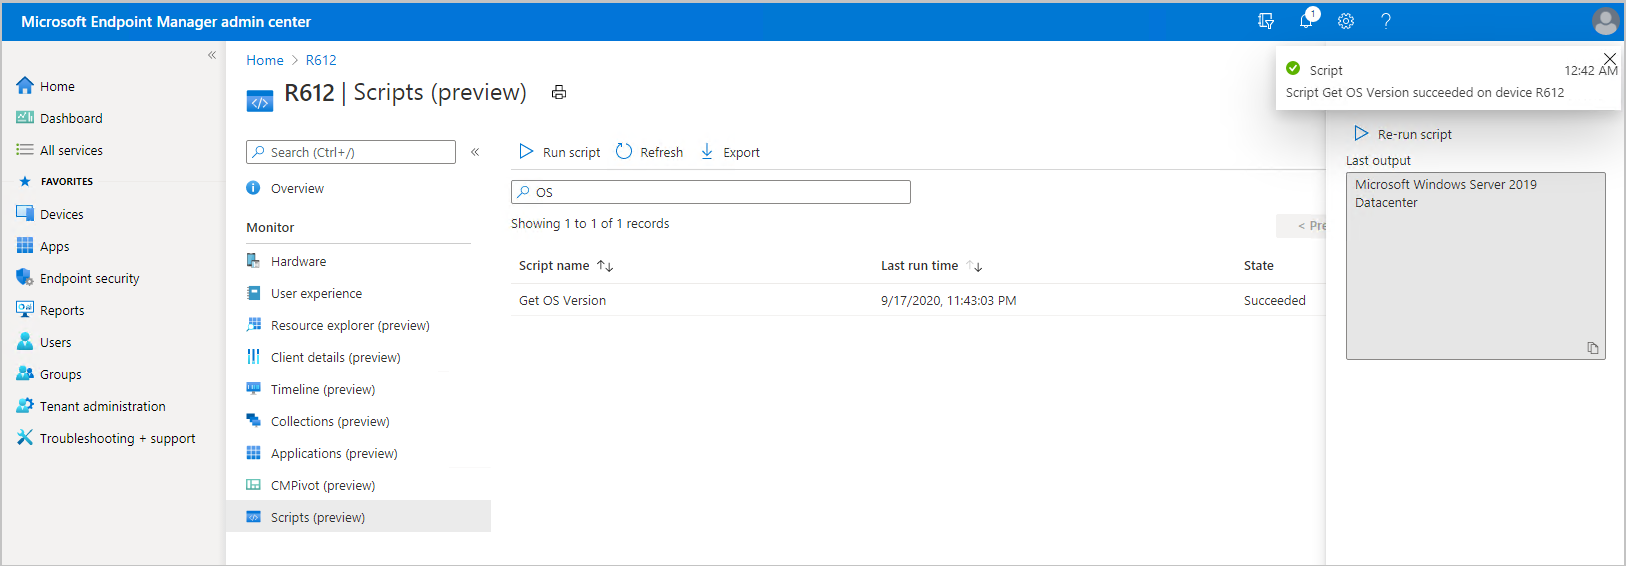 Microsoft Endpoint Manager admin center
1
?
«
Home
Dashboard
All services
FAVORITES
Devices
Apps
Endpoint security
Reports
Users
Groups
Tenant administration
Troubleshooting + support
Home > R612
R612 | Scripts (preview)
Search (Ctrl+/)
«
Overview
Monitor
Hardware
User experience
Resource explorer (preview)
Client details (preview)
Timeline (preview)
Collections (preview)
Applications (preview)
CMPivot (preview)
Scripts (preview)
Run script Refresh Export
OS
Showing 1 to 1 of 1 records
< Pre
Script name ↑↓ Last run time ↑↓ State
Get OS Version 9/17/2020, 11:43:03 PM Succeeded
Script 12:42 AM
Script Get OS Version succeeded on device R612
Re-run script
Last output
Microsoft Windows Server 2019
Datacenter